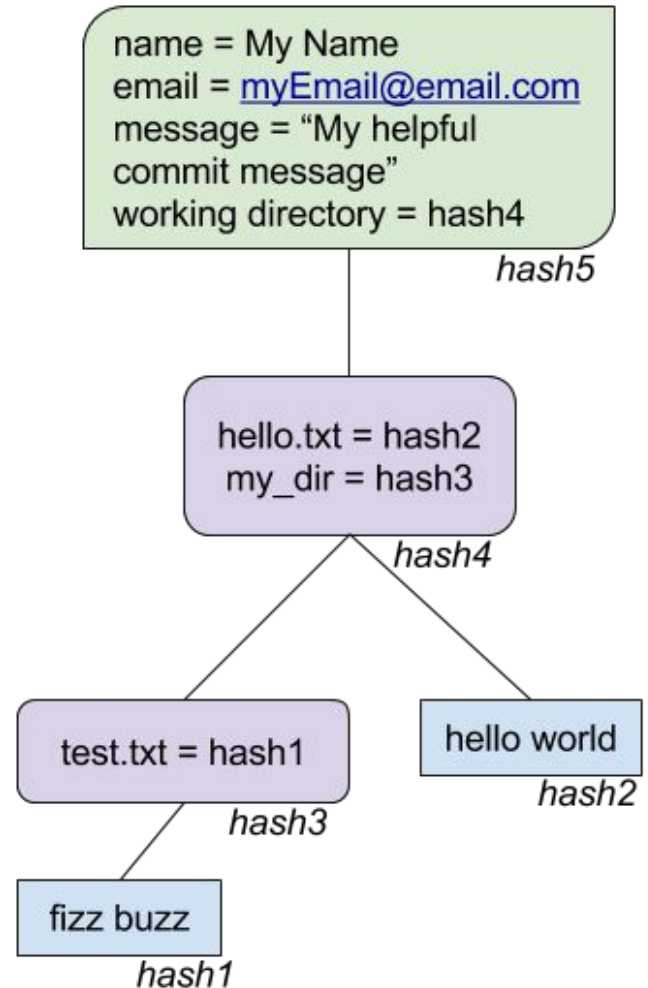 name = My Name
email = myEmail@email.com
message = “My helpful
commit message”
working directory = hash4
hash5
hello.txt = hash2
my_dir = hash3
hash4
test.txt = hash1
hash3
hello world
hash2
fizz buzz
hash1